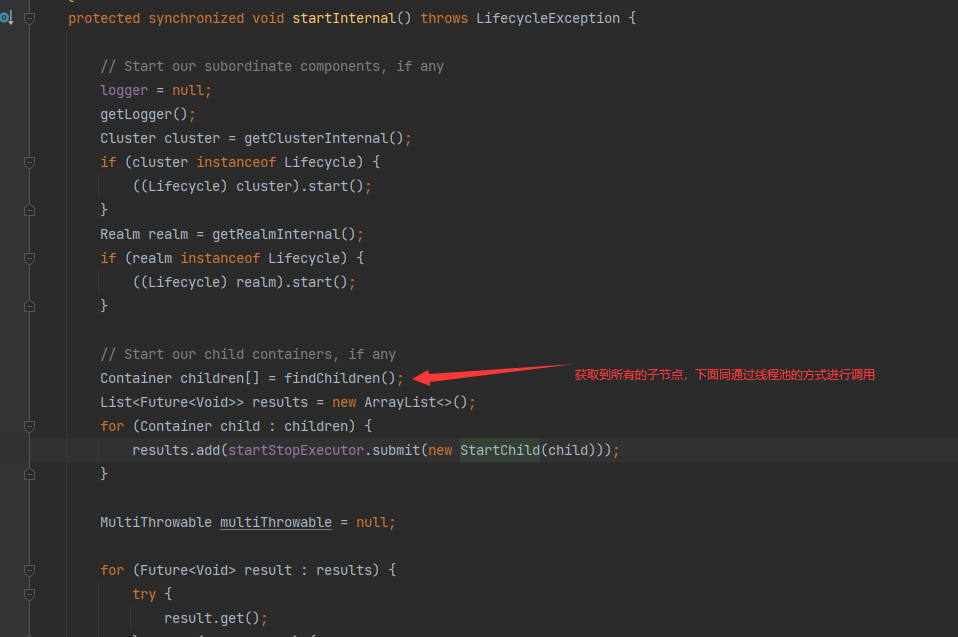 protected synchronized void startInternal() throws LifecycleException {
// Start our subordinate components, if any
logger = null;
getLogger();
Cluster cluster = getClusterInternal();
if (cluster instanceof Lifecycle) {
((Lifecycle) cluster).start();
}
Realm realm = getRealmInternal();
if (realm instanceof Lifecycle) {
((Lifecycle) realm).start();
}
// Start our child containers, if any
Container children[] = findChildren();
获取到所有的子节点，下面同通过线程池的方式进行调用
List<Future<Void>> results = new ArrayList<>();
for (Container child : children) {
results.add(startStopExecutor.submit(new StartChild(child)));
}
MultiThrowable multiThrowable = null;
for (Future<Void> result : results) {
try {
result.get();